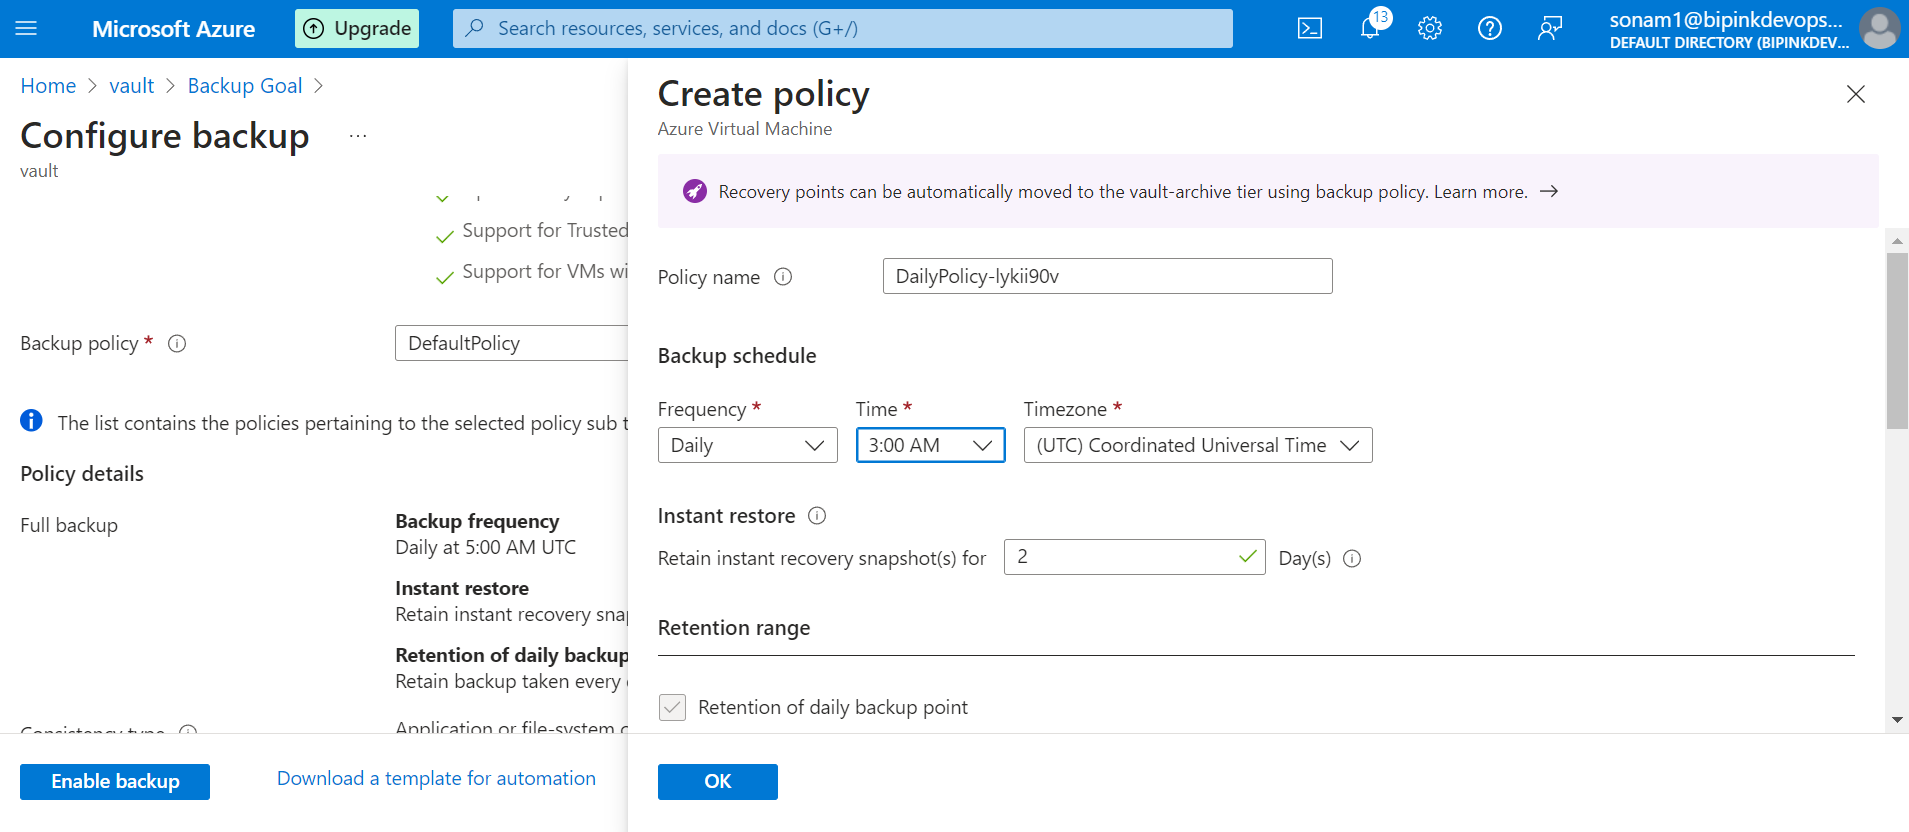 Microsoft Azure
Upgrade
Search resources, services, and docs (G+/)
13
sonam1@bipinkdevops...
DEFAULT DIRECTORY (BIPINKDEV...
Home > vault > Backup Goal >
Configure backup ...
vault
Support for Trusted
Support for VMs wi
Backup policy *
DefaultPolicy
The list contains the policies pertaining to the selected policy sub t
Policy details
Full backup
Backup frequency
Daily at 5:00 AM UTC
Instant restore
Retain instant recovery snap
Retention of daily backup
Retain backup taken every
Consistency type
Application or file-system c
Enable backup
Download a template for automation
Create policy
Azure Virtual Machine
Recovery points can be automatically moved to the vault-archive tier using backup policy. Learn more. →
Policy name
DailyPolicy-lykii90v
Backup schedule
Frequency * Time * Timezone *
Daily 3:00 AM (UTC) Coordinated Universal Time
Instant restore
Retain instant recovery snapshot(s) for 2 Day(s)
Retention range
Retention of daily backup point
OK